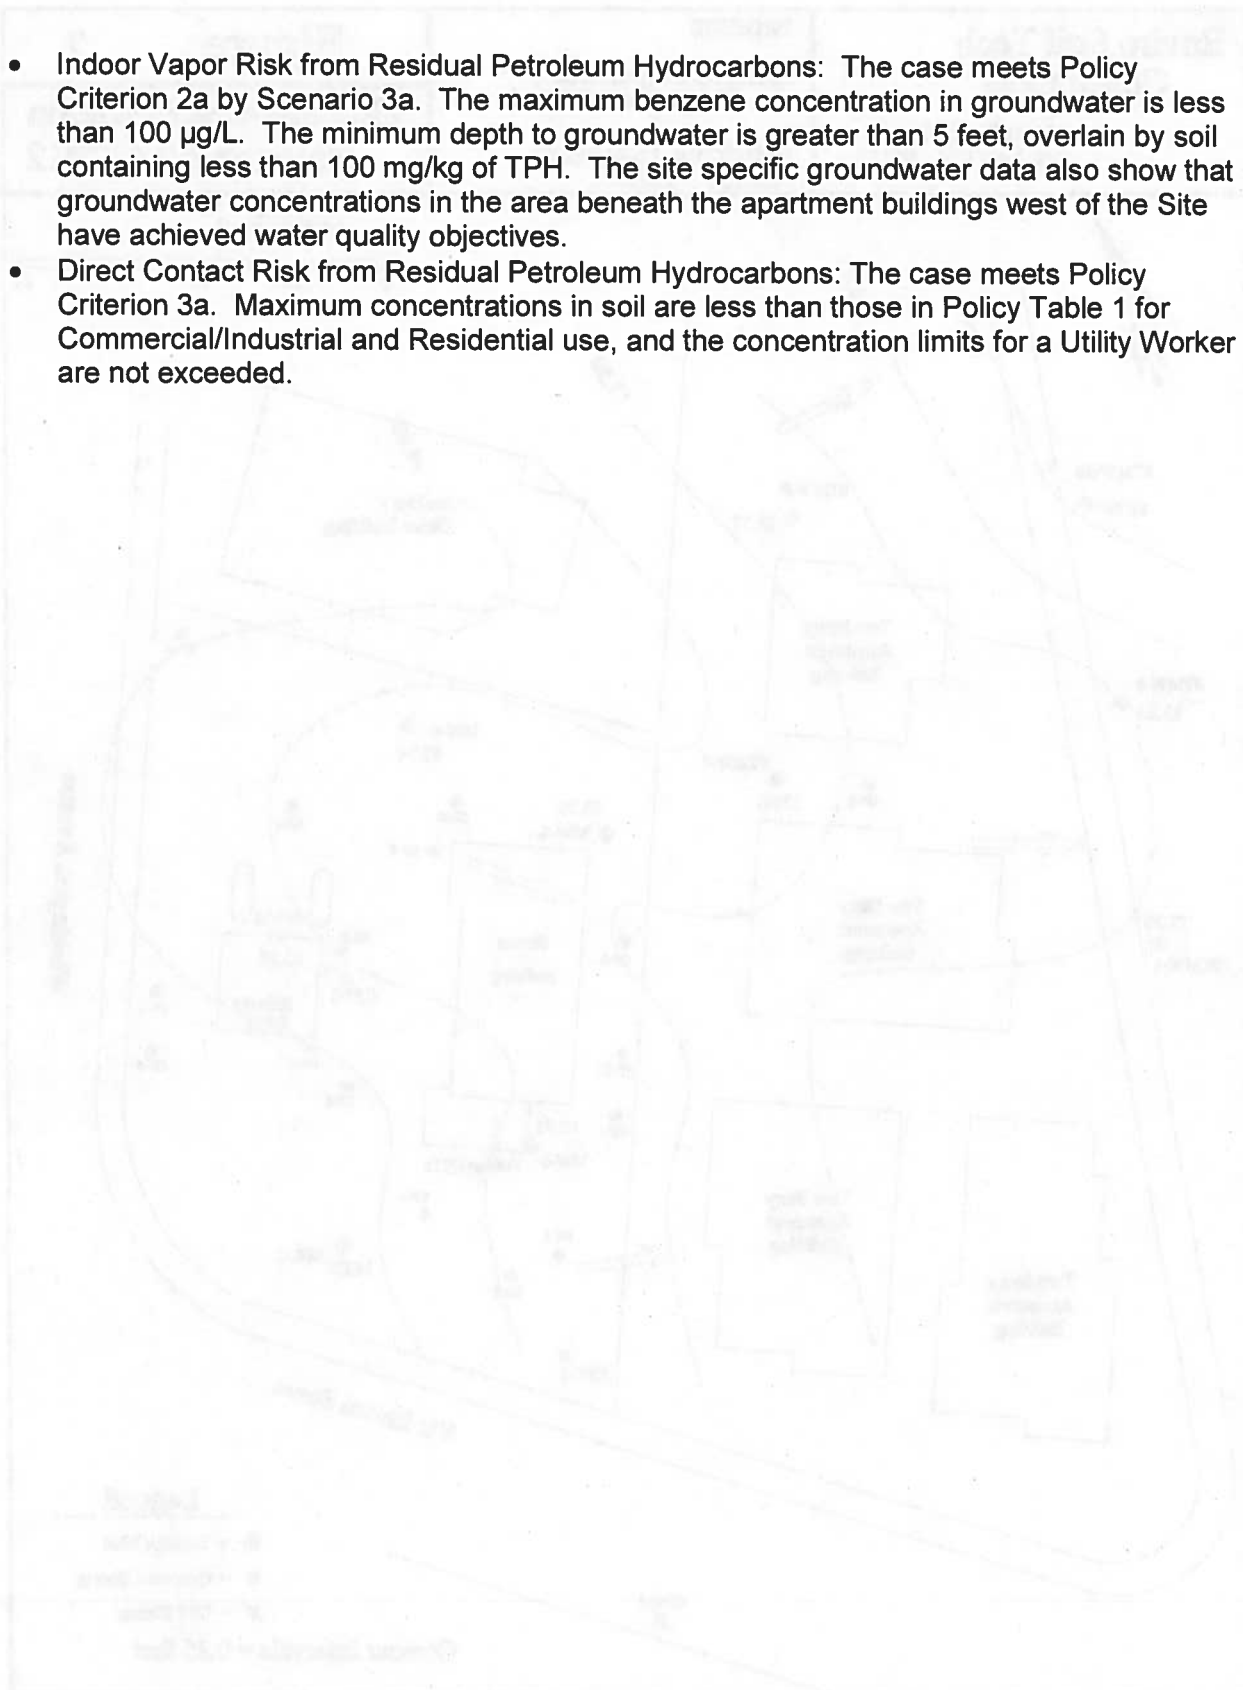 • Indoor Vapor Risk from Residual Petroleum Hydrocarbons: The case meets Policy
Criterion 2a by Scenario 3a. The maximum benzene concentration in groundwater is less
than 100 µg/L. The minimum depth to groundwater is greater than 5 feet, overlain by soil
containing less than 100 mg/kg of TPH. The site specific groundwater data also show that
groundwater concentrations in the area beneath the apartment buildings west of the Site
have achieved water quality objectives.
• Direct Contact Risk from Residual Petroleum Hydrocarbons: The case meets Policy
Criterion 3a. Maximum concentrations in soil are less than those in Policy Table 1 for
Commercial/Industrial and Residential use, and the concentration limits for a Utility Worker
are not exceeded.